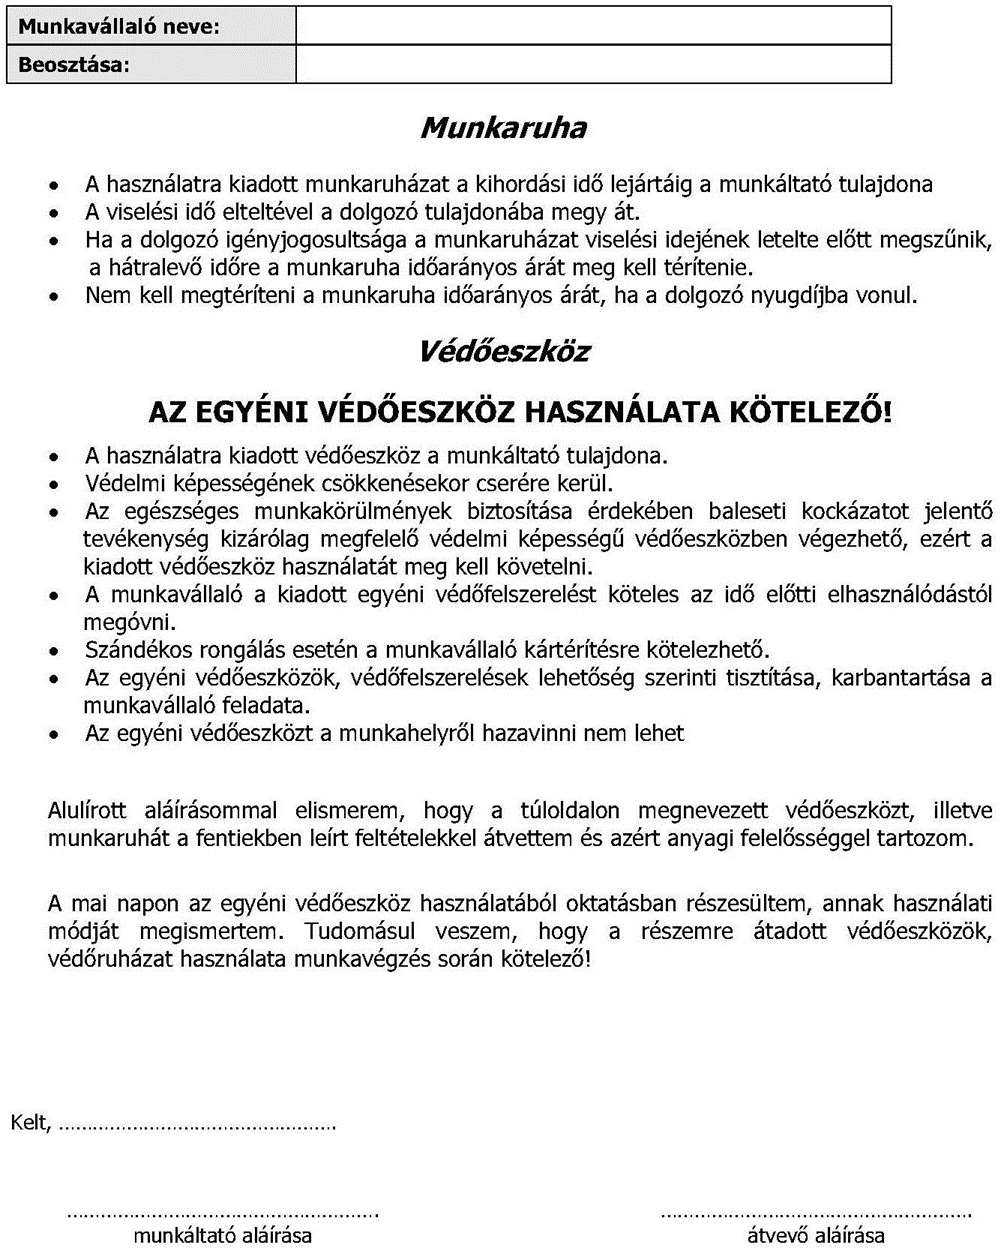 Munkavállaló neve:
Beosztása:
Munkaruha
• A használatra kiadott munkaruházat a kihordási idő lejártáig a munkáltató tulajdona
• A viselési idő elteltével a dolgozó tulajdonába megy át.
• Ha a dolgozó igényjogosultsága a munkaruházat viselési idejének letelte előtt megszűnik,
a hátralevő időre a munkaruha időarányos árát meg kell térítenie.
• Nem kell megtéríteni a munkaruha időarányos árát, ha a dolgozó nyugdíjba vonul.
Védőeszköz
AZ EGYÉNI VÉDŐESZKÖZ HASZNÁLATA KÖTELEZŐ!
• A használatra kiadott védőeszköz a munkáltató tulajdona.
• Védelmi képességének csökkenésekor cserére kerül.
• Az egészséges munkakörülmények biztosítása érdekében baleseti kockázatot jelentő
tevékenység kizárólag megfelelő védelmi képességű védőeszközben végezhető, ezért a
kiadott védőeszköz használatát meg kell követelni.
• A munkavállaló a kiadott egyéni védőfelszerelést köteles az idő előtti elhasználódástól
megóvni.
• Szándékos rongálás esetén a munkavállaló kártérítésre kötelezhető.
• Az egyéni védőeszközök, védőfelszerelések lehetőség szerinti tisztítása, karbantartása a
munkavállaló feladata.
• Az egyéni védőeszközt a munkahelyről hazavinni nem lehet
Alulírott aláírásommal elismerem, hogy a túloldalon megnevezett védőeszközt, illetve
munkaruhát a fentiekben leírt feltételekkel átvettem és azért anyagi felelősséggel tartozom.
A mai napon az egyéni védőeszköz használatából oktatásban részesültem, annak használati
módját megismertem. Tudomásul veszem, hogy a részemre átadott védőeszközök,
védőruházat használata munkavégzés során kötelező!
Kelt, ................................................
....................................................... .......................................................
munkáltató aláírása átvevő aláírása